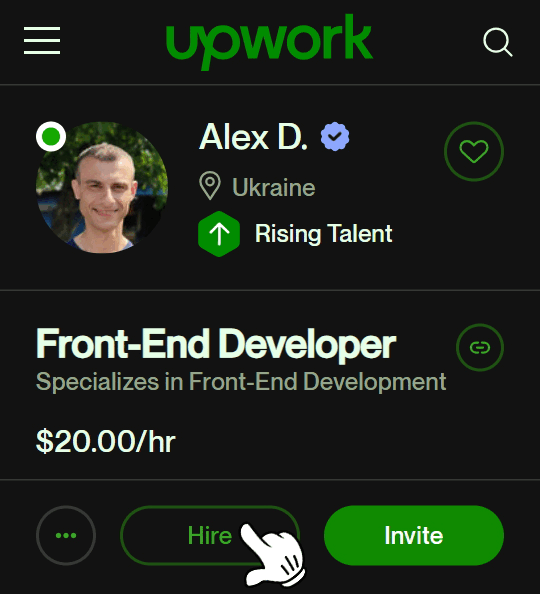 upwork
Alex D.
Ukraine
Rising Talent
Front-End Developer
Specializes in Front-End Development
$20.00/hr
Hire
Invite